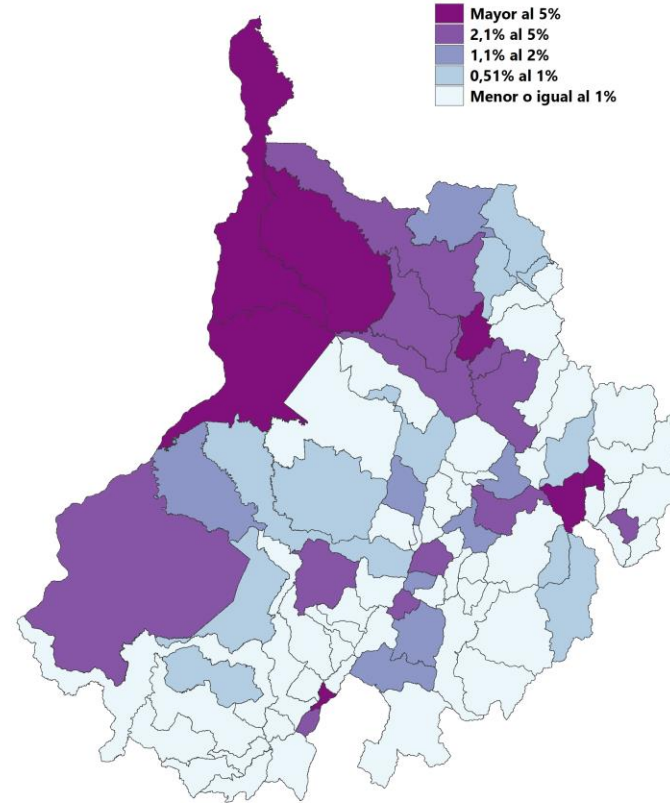 Mayor al 5%
2,1% al 5%
1,1% al 2%
0,51% al 1%
Menor o igual al 1%